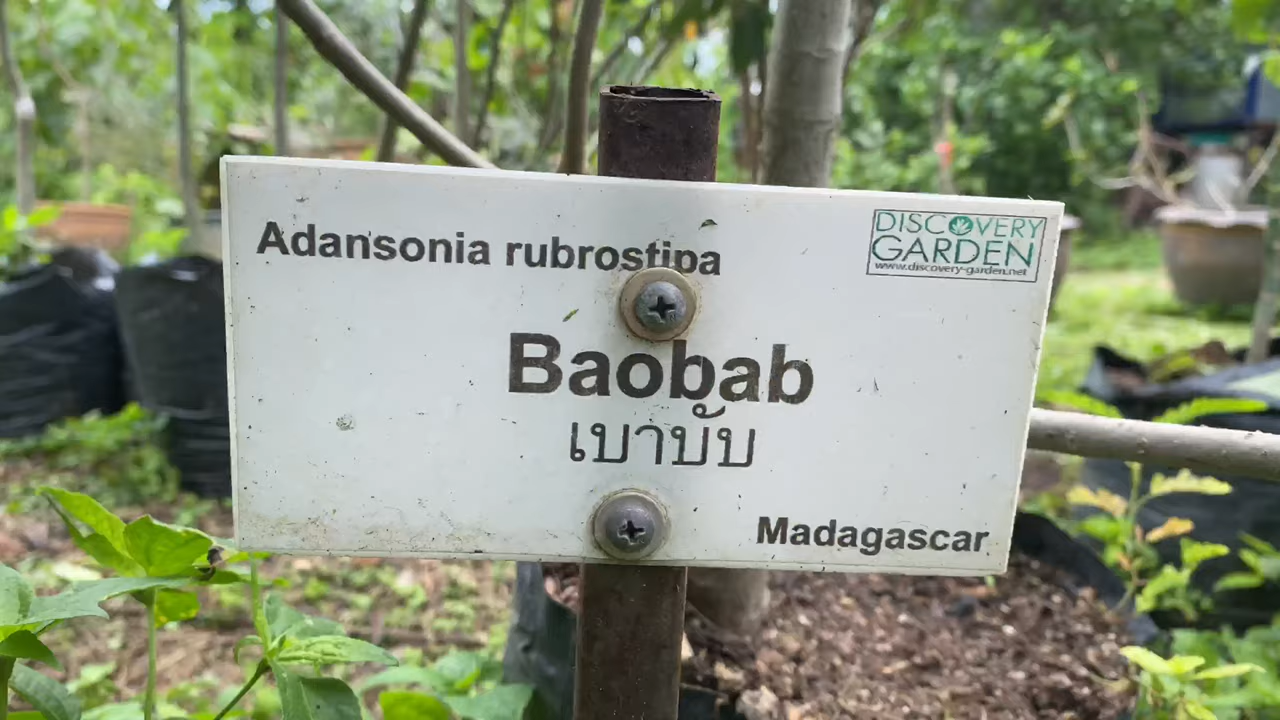 Adansonia rubrostipa
DISCOVERY
GARDEN
www.discovery-garden.net
Baobab
เบาบับ
Madagascar